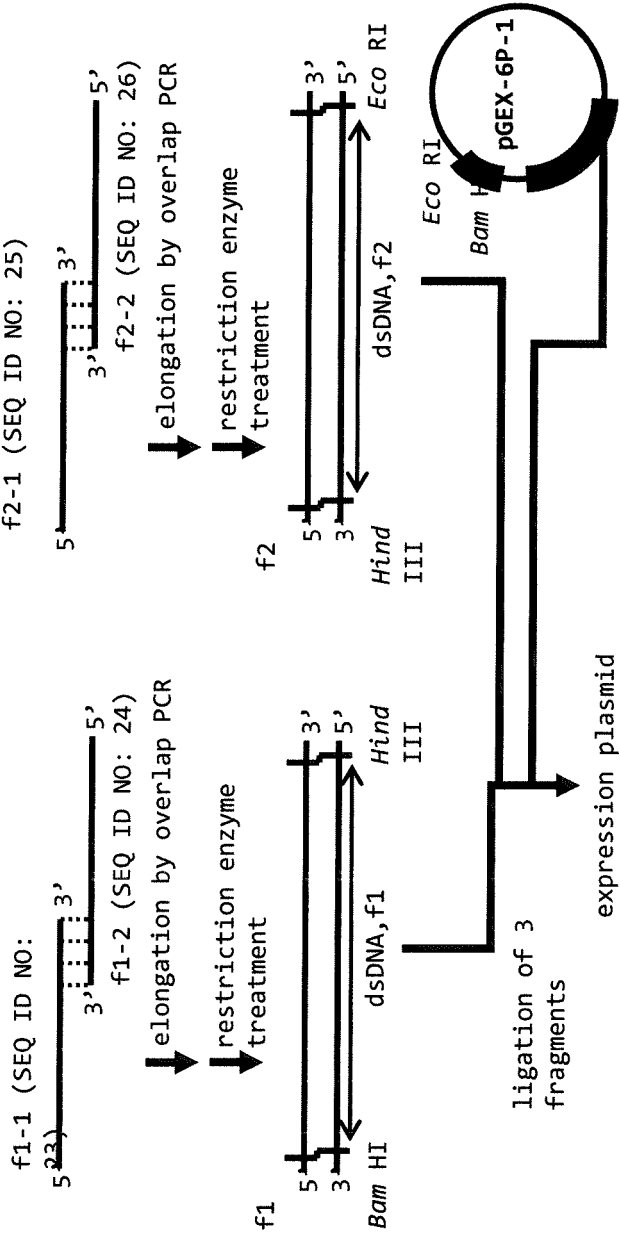 f1-1 (SEQ ID NO:
23)
5'
3'
3'
5'
f1-2 (SEQ ID NO: 24)
elongation by overlap PCR
restriction enzyme
treatment
f1
5
3'
3
5'
Bam HI
Hind
III
dsDNA,f1
f2-1 (SEQ ID NO: 25)
5'
3'
3'
5'
f2-2 (SEQ ID NO: 26)
elongation by overlap PCR
restriction enzyme
treatment
f2
5
3'
3
5'
Hind
III
Eco RI
dsDNA,f2
Eco RI
Bam H
pGEX-6P-1
ligation of 3
fragments
expression plasmid